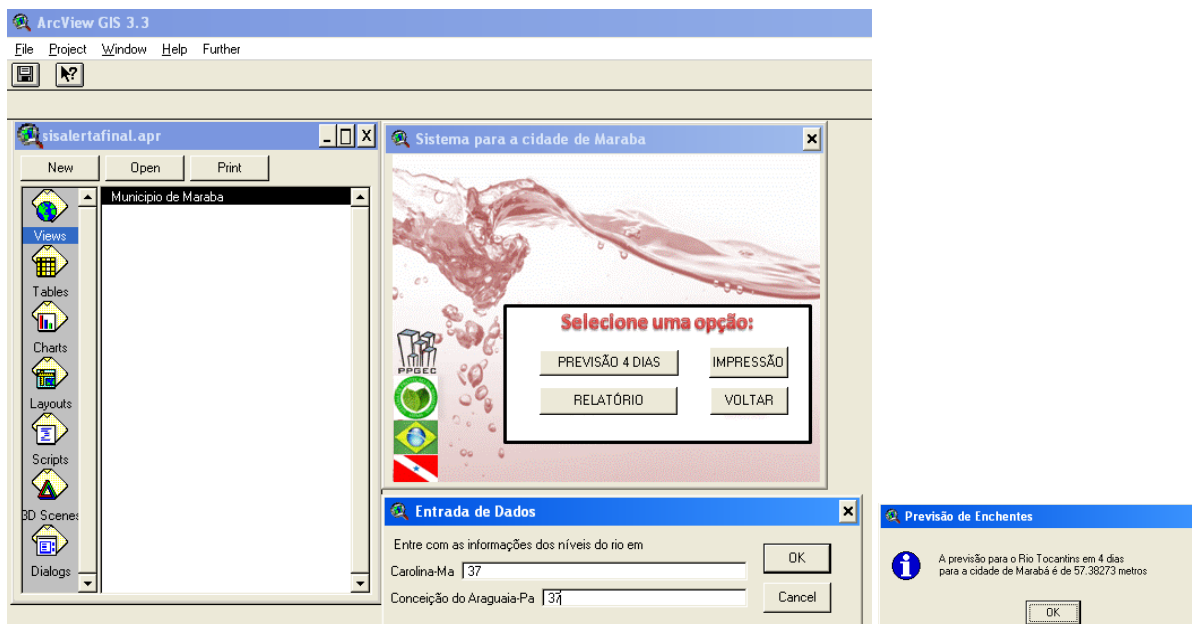 ArcView GIS 3.3
File Project Window Help Further
sisalertafinal.apr
New Open Print
Municipio de Maraba
Views
Tables
Charts
Layouts
Scripts
3D Scenes
Dialogs
Sistema para a cidade de Maraba
Selecione uma opção:
PREVISÃO 4 DIAS IMPRESSÃO
RELATÓRIO VOLTAR
PPGEC
Entrada de Dados
Entre com as informações dos níveis do rio em
Carolina-Ma 37
Conceição do Araguaia-Pa 37
OK
Cancel
Previsão de Enchentes
A previsão para o Rio Tocantins em 4 dias
para a cidade de Marabá é de 57.38273 metros
OK